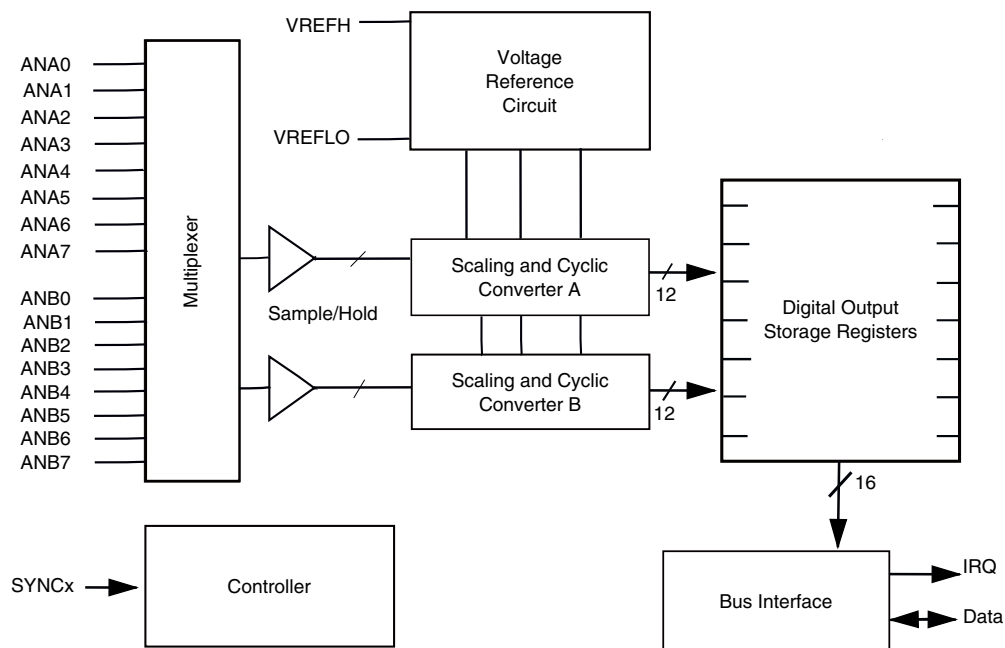 VREFH
Voltage
Reference
Circuit
VREFLO
ANA0
ANA1
ANA2
ANA3
ANA4
ANA5
ANA6
ANA7
ANB0
ANB1
ANB2
ANB3
ANB4
ANB5
ANB6
ANB7
Multiplexer
Sample/Hold
Scaling and Cyclic
Converter A
12
Scaling and Cyclic
Converter B
12
Digital Output
Storage Registers
16
SYNCx
Controller
Bus Interface
IRQ
Data